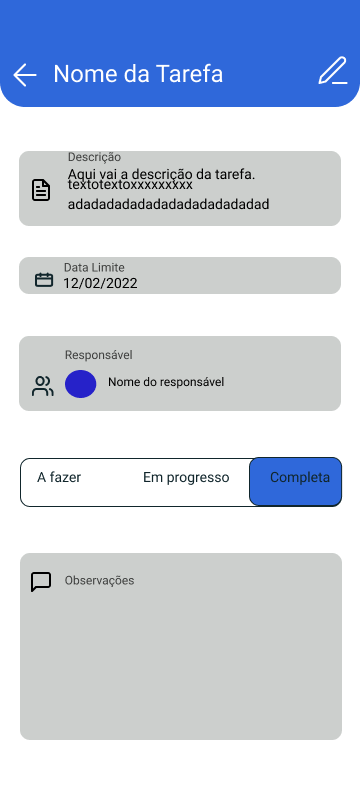 Nome da Tarefa
Descrição
Aqui vai a descrição da tarefa.
textotextoxxxxxxxxx
adadadadadadadadadadadadad
Data Limite
12/02/2022
Responsável
Nome do responsável
A fazer
Em progresso
Completa
Observações